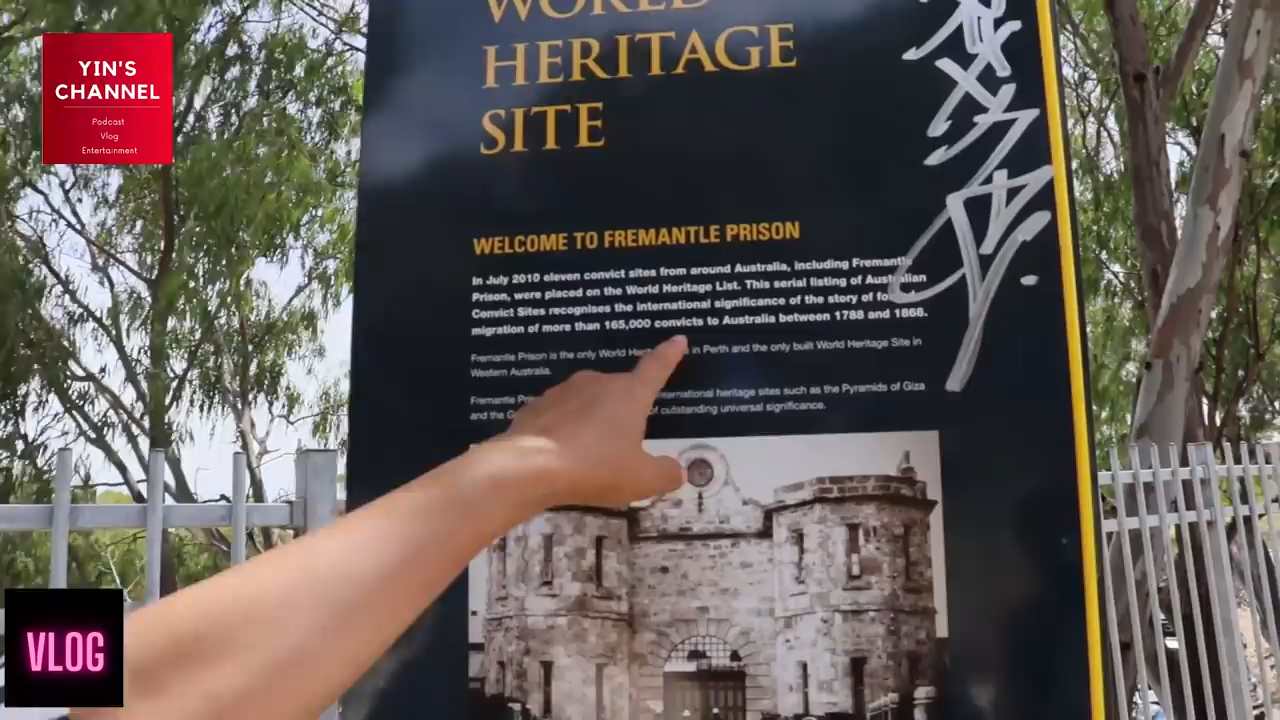 YIN'S
CHANNEL
Podcast
Vlog
Entertainment
WORLD
HERITAGE
SITE
WELCOME TO FREMANTLE PRISON
In July 2010 eleven convict sites from around Australia, including Fremantle
Prison, were placed on the World Heritage List. This serial listing of Australian
Convict Sites recognises the international significance of the story of
migration of more than 165,000 convicts to Australia between 1788 and 1868.
Fremantle Prison is the only World in Perth and the only built World Heritage Site in
Western Australia.
Fremantle international heritage sites such as the Pyramids of Giza
and the of outstanding universal significance.
VLOG